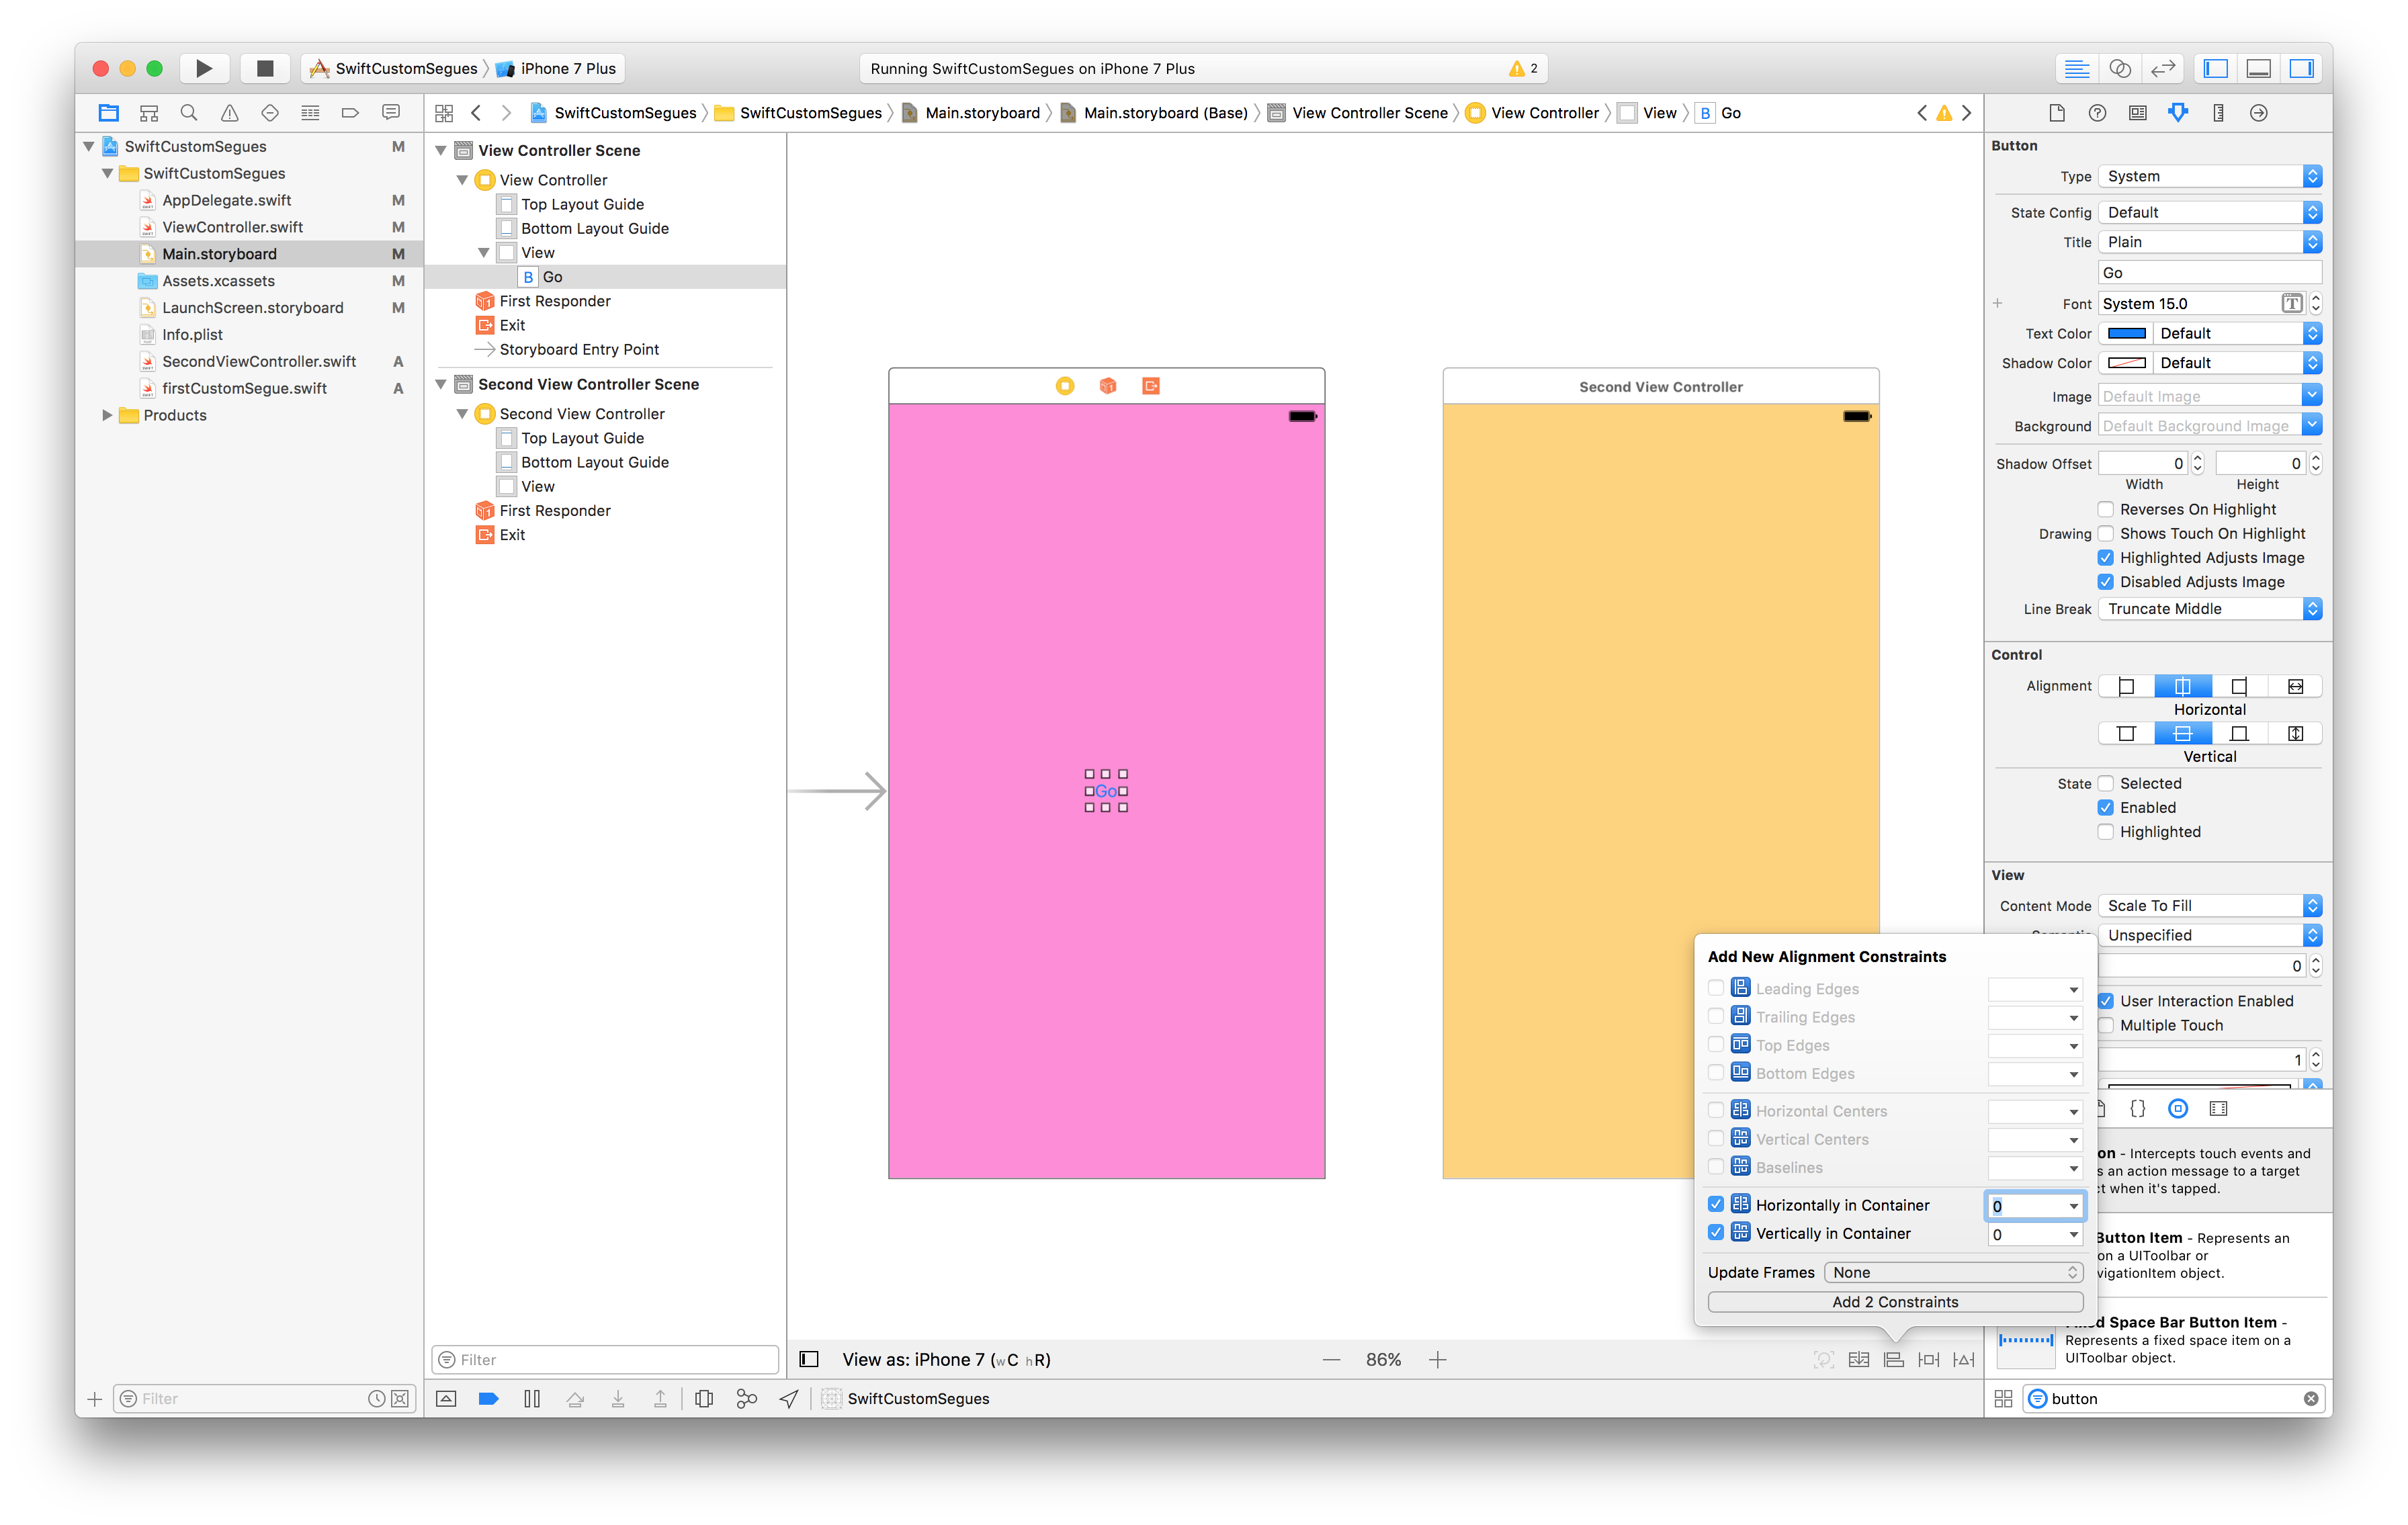 SwiftCustomSegues
iPhone 7 Plus
Running SwiftCustomSegues on iPhone 7 Plus
2
SwiftCustomSegues
SwiftCustomSegues
Main.storyboard
Main.storyboard (Base)
View Controller Scene
View Controller
View
B Go
SwiftCustomSegues M
SwiftCustomSegues
AppDelegate.swift M
ViewController.swift M
Main.storyboard M
Assets.xcassets M
LaunchScreen.storyboard M
Info.plist
SecondViewController.swift A
firstCustomSegue.swift A
Products
Filter
View Controller Scene
View Controller
Top Layout Guide
Bottom Layout Guide
View
B Go
First Responder
Exit
Storyboard Entry Point
Second View Controller Scene
Second View Controller
Top Layout Guide
Bottom Layout Guide
View
First Responder
Exit
Filter
Go
Second View Controller
View as: iPhone 7 (wC hR)
86%
SwiftCustomSegues
Add New Alignment Constraints
Leading Edges
Trailing Edges
Top Edges
Bottom Edges
Horizontal Centers
Vertical Centers
Baselines
Horizontally in Container 0
Vertically in Container 0
Update Frames None
Add 2 Constraints
Button
Type System
State Config Default
Title Plain
Go
Font System 15.0 T
Text Color Default
Shadow Color Default
Image Default Image
Background Default Background Image
Shadow Offset 0 0
Width Height
Reverses On Highlight
Drawing Shows Touch On Highlight
Highlighted Adjusts Image
Disabled Adjusts Image
Line Break Truncate Middle
Control
Alignment
Horizontal
Vertical
State Selected
Enabled
Highlighted
View
Content Mode Scale To Fill
Unspecified
0
User Interaction Enabled
Multiple Touch
1
{}
on - Intercepts touch events and
s an action message to a target
ct when it's tapped.
Button Item - Represents an
on a UIToolbar or
vigationItem object.
Space Bar Button Item -
Represents a fixed space item on a
UIToolbar object.
button